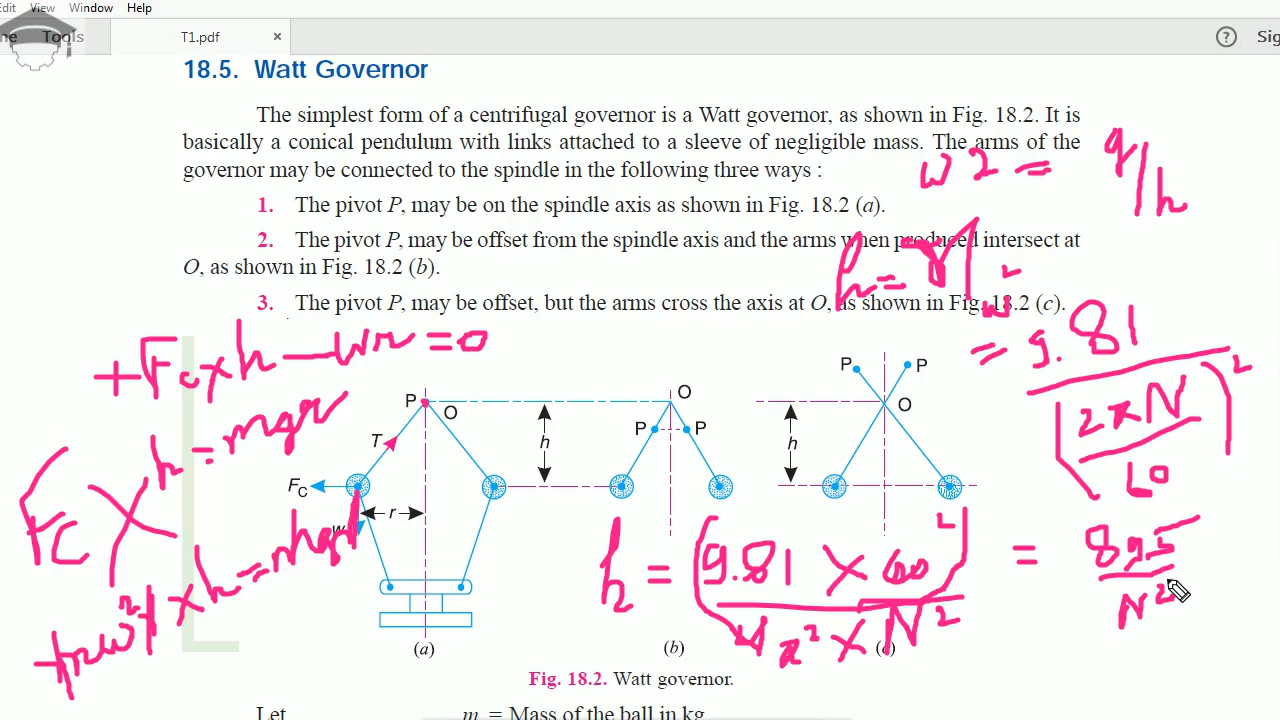 Edit View Window Help
Tools T1.pdf × ? Sig
18.5. Watt Governor
The simplest form of a centrifugal governor is a Watt governor, as shown in Fig. 18.2. It is
basically a conical pendulum with links attached to a sleeve of negligible mass. The arms of the
governor may be connected to the spindle in the following three ways :
ω2 = g/h
1. The pivot P, may be on the spindle axis as shown in Fig. 18.2 (a).
2. The pivot P, may be offset from the spindle axis and the arms when produced intersect at
O, as shown in Fig. 18.2 (b).
h =
3. The pivot P, may be offset, but the arms cross the axis at O, as shown in Fig. 18.2 (c).
+Fc×h – Wr = 0
= 9.81
(2πN/60)²
P O T FC r h
O P P h
P P O h
Fc × h = mgr
mω²r × h = mgr
h = (9.81 × 60²/4π² × N²) = 895/N²
(a) (b) (c)
Fig. 18.2. Watt governor.
Let m = Mass of the ball in kg